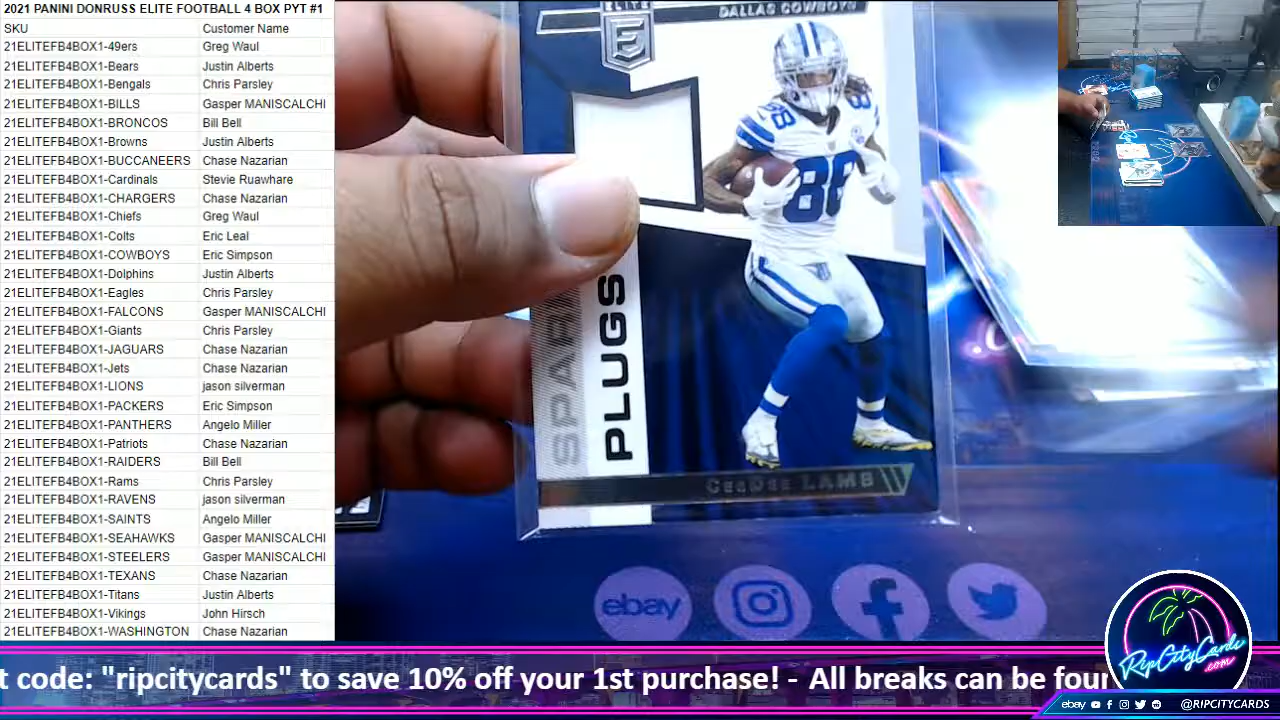 2021 PANINI DONRUSS ELITE FOOTBALL 4 BOX PYT #1
SKU Customer Name
21ELITEFB4BOX1-49ers Greg Waul
21ELITEFB4BOX1-Bears Justin Alberts
21ELITEFB4BOX1-Bengals Chris Parsley
21ELITEFB4BOX1-BILLS Gasper MANISCALCHI
21ELITEFB4BOX1-BRONCOS Bill Bell
21ELITEFB4BOX1-Browns Justin Alberts
21ELITEFB4BOX1-BUCCANEERS Chase Nazarian
21ELITEFB4BOX1-Cardinals Stevie Ruawhare
21ELITEFB4BOX1-CHARGERS Chase Nazarian
21ELITEFB4BOX1-Chiefs Greg Waul
21ELITEFB4BOX1-Colts Eric Leal
21ELITEFB4BOX1-COWBOYS Eric Simpson
21ELITEFB4BOX1-Dolphins Justin Alberts
21ELITEFB4BOX1-Eagles Chris Parsley
21ELITEFB4BOX1-FALCONS Gasper MANISCALCHI
21ELITEFB4BOX1-Giants Chris Parsley
21ELITEFB4BOX1-JAGUARS Chase Nazarian
21ELITEFB4BOX1-Jets Chase Nazarian
21ELITEFB4BOX1-LIONS jason silverman
21ELITEFB4BOX1-PACKERS Eric Simpson
21ELITEFB4BOX1-PANTHERS Angelo Miller
21ELITEFB4BOX1-Patriots Chase Nazarian
21ELITEFB4BOX1-RAIDERS Bill Bell
21ELITEFB4BOX1-Rams Chris Parsley
21ELITEFB4BOX1-RAVENS jason silverman
21ELITEFB4BOX1-SAINTS Angelo Miller
21ELITEFB4BOX1-SEAHAWKS Gasper MANISCALCHI
21ELITEFB4BOX1-STEELERS Gasper MANISCALCHI
21ELITEFB4BOX1-TEXANS Chase Nazarian
21ELITEFB4BOX1-Titans Justin Alberts
21ELITEFB4BOX1-Vikings John Hirsch
21ELITEFB4BOX1-WASHINGTON Chase Nazarian
ELITE
E
DALLAS COWBOYS
88
88
PLUGS
CEEDEE LAMB
ebay
RipCityCards
.com
t code: "ripcitycards" to save 10% off your 1st purchase! - All breaks can be four
ebay @RIPCITYCARDS